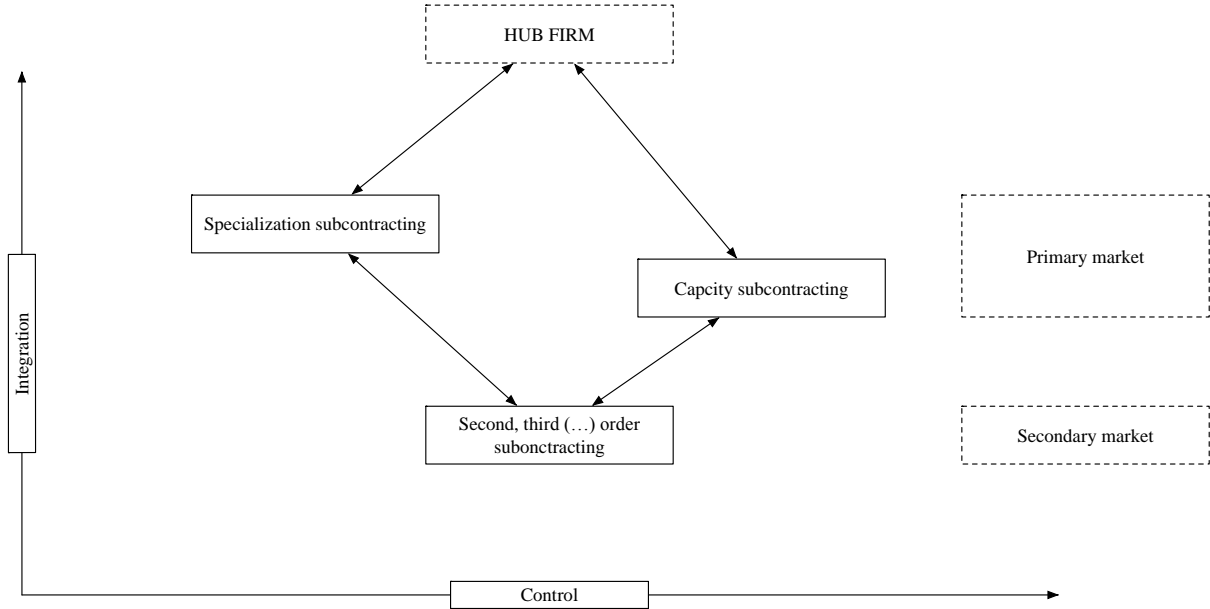 HUB FIRM
Specialization subcontracting
Primary market
Capcity subcontracting
Integration
Second, third (…) order
subonctracting
Secondary market
Control